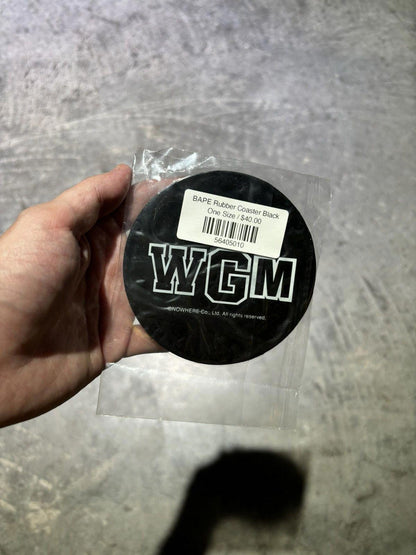 BAPE Rubber Coaster Black
One Size / $40.00
56405010
WGM
©NOWHERE Co., Ltd. All rights reserved.